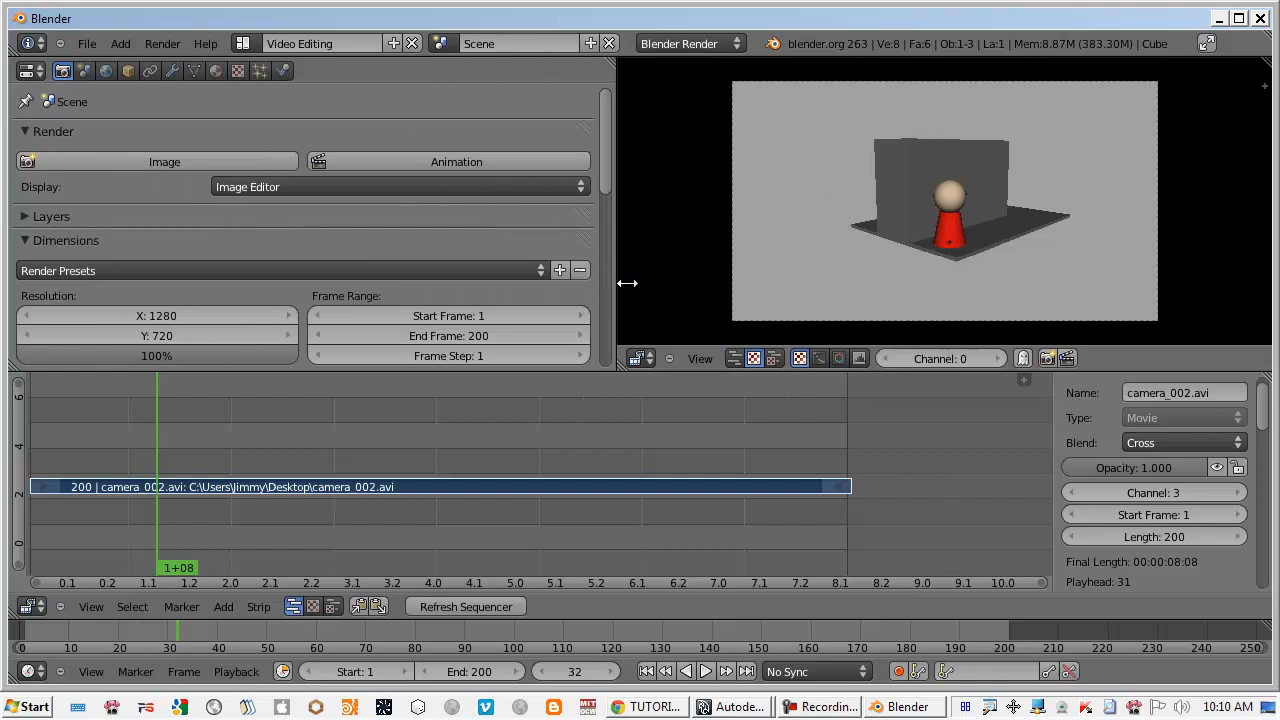 Blender
File Add Render Help Video Editing Scene Blender Render blender.org 263 | Ve:8 | Fa:6 | Ob:1-3 | La:1 | Mem:8.87M (383.30M) | Cube
Scene
Render
Image Animation
Display: Image Editor
Layers
Dimensions
Render Presets
Resolution: Frame Range:
X: 1280 Start Frame: 1
Y: 720 End Frame: 200
100% Frame Step: 1
View Channel: 0
6
4
2
0
200 | camera_002.avi: C:\Users\Jimmy\Desktop\camera_002.avi
1+08
0.1 0.2 1.1 1.2 2.0 2.1 2.2 3.0 3.1 3.2 4.0 4.1 4.2 5.0 5.1 5.2 6.1 6.2 7.0 7.1 7.2 8.1 8.2 9.0 9.1 10.0
Name: camera_002.avi
Type: Movie
Blend: Cross
Opacity: 1.000
Channel: 3
Start Frame: 1
Length: 200
Final Length: 00:00:08:08
Playhead: 31
View Select Marker Add Strip Refresh Sequencer
0 10 20 30 40 50 60 70 80 90 100 110 120 130 140 150 160 170 180 190 200 210 220 230 240 250
View Marker Frame Playback Start: 1 End: 200 32 No Sync
Start TUTORI... Autode... Recordin... Blender 10:10 AM